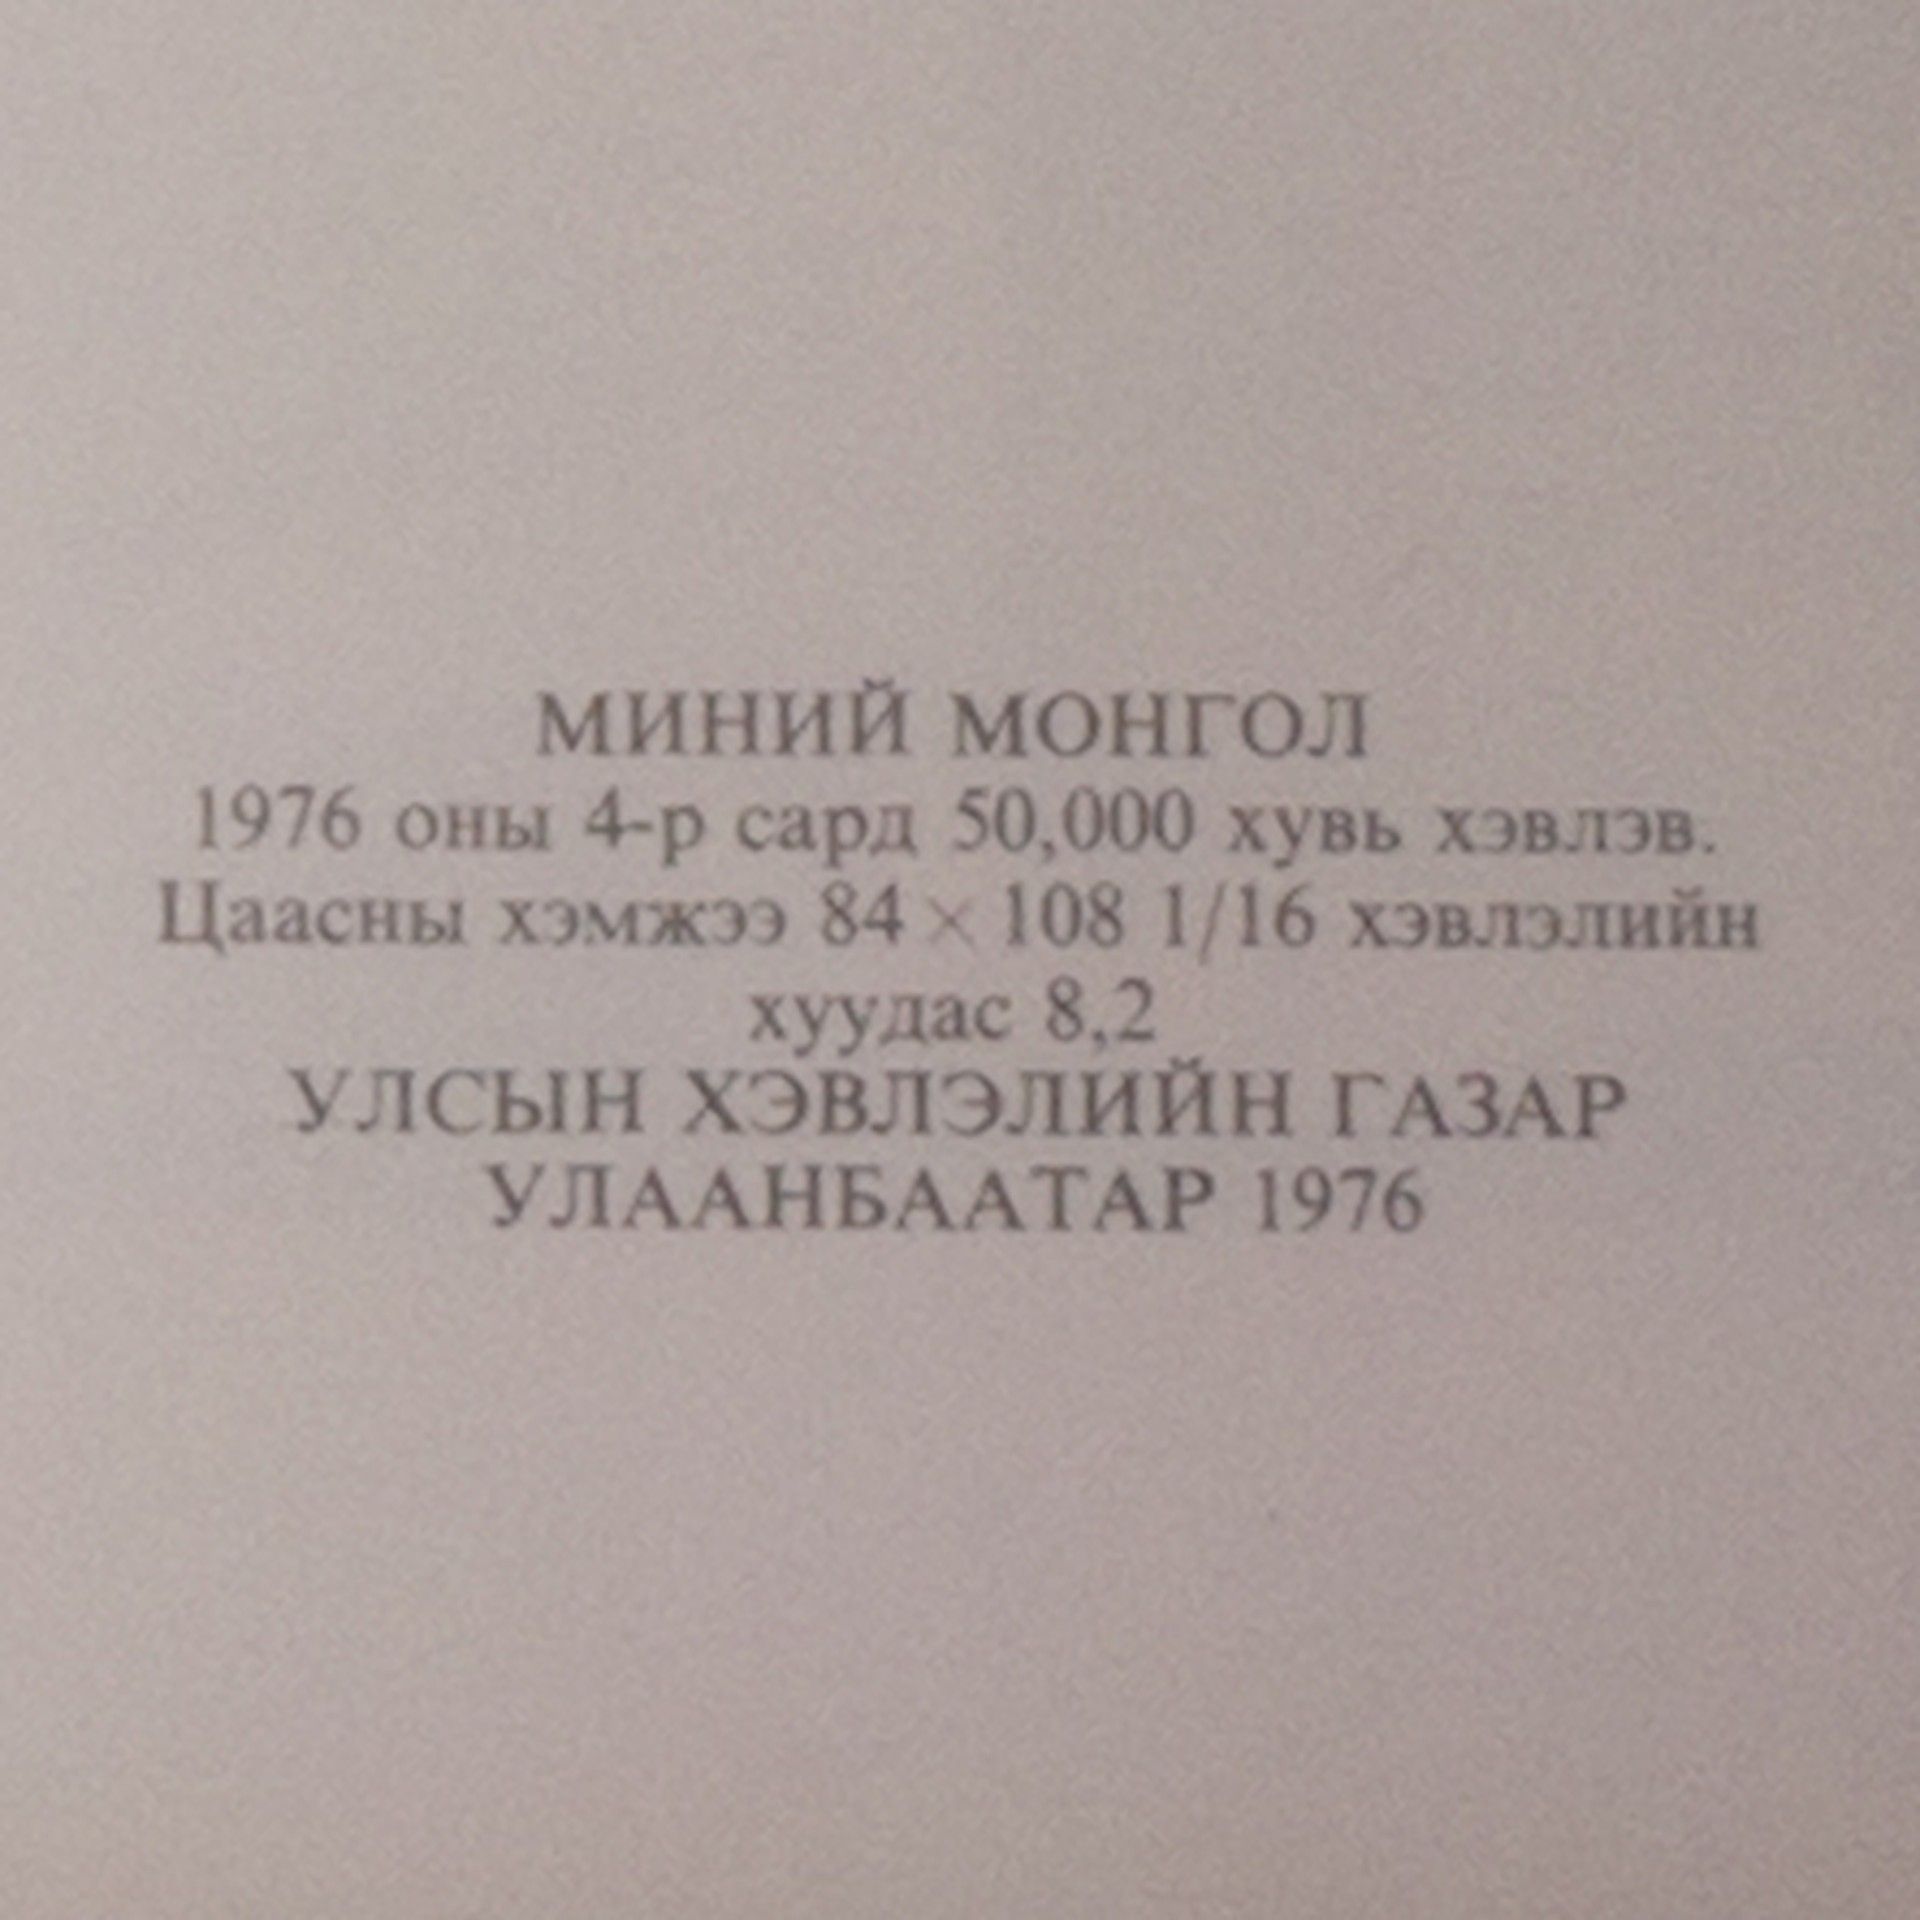 МИНИЙ МОНГОЛ
1976 оны 4-р сард 50,000 хувь хэвлэв.
Цаасны хэмжээ 84 × 108 1/16 хэвлэлийн
хуудас 8,2
УЛСЫН ХЭВЛЭЛИЙН ГАЗАР
УЛААНБААТАР 1976